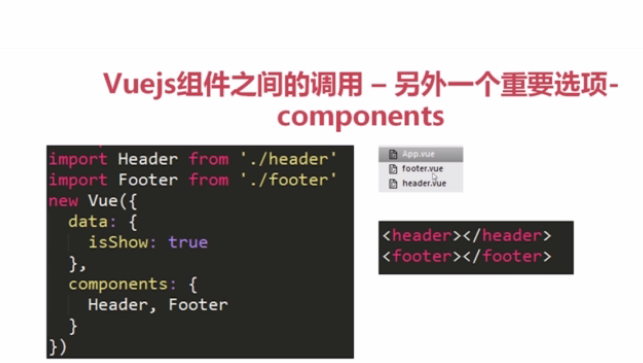 Vuejs组件之间的调用 – 另外一个重要选项-
components
import Header from './header'
import Footer from './footer'
new Vue({
  data: {
    isShow: true
  },
  components: {
    Header, Footer
  }
})
App.vue
footer.vue
header.vue
<header></header>
<footer></footer>